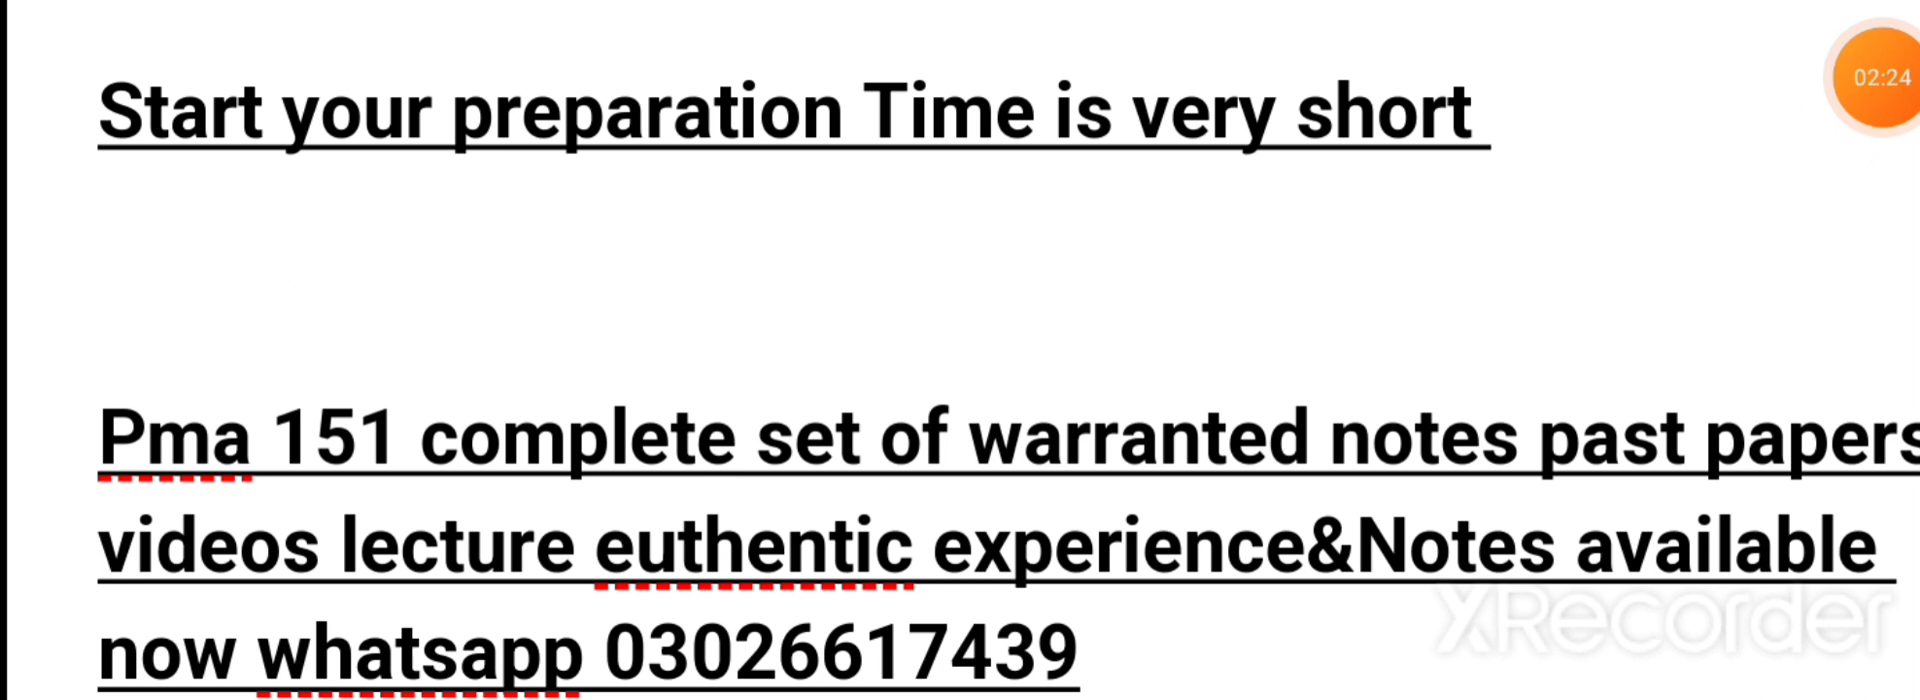 Start your preparation Time is very short
02:24
Pma 151 complete set of warranted notes past papers
videos lecture euthentic experience&Notes available
now whatsapp 03026617439
XRecorder